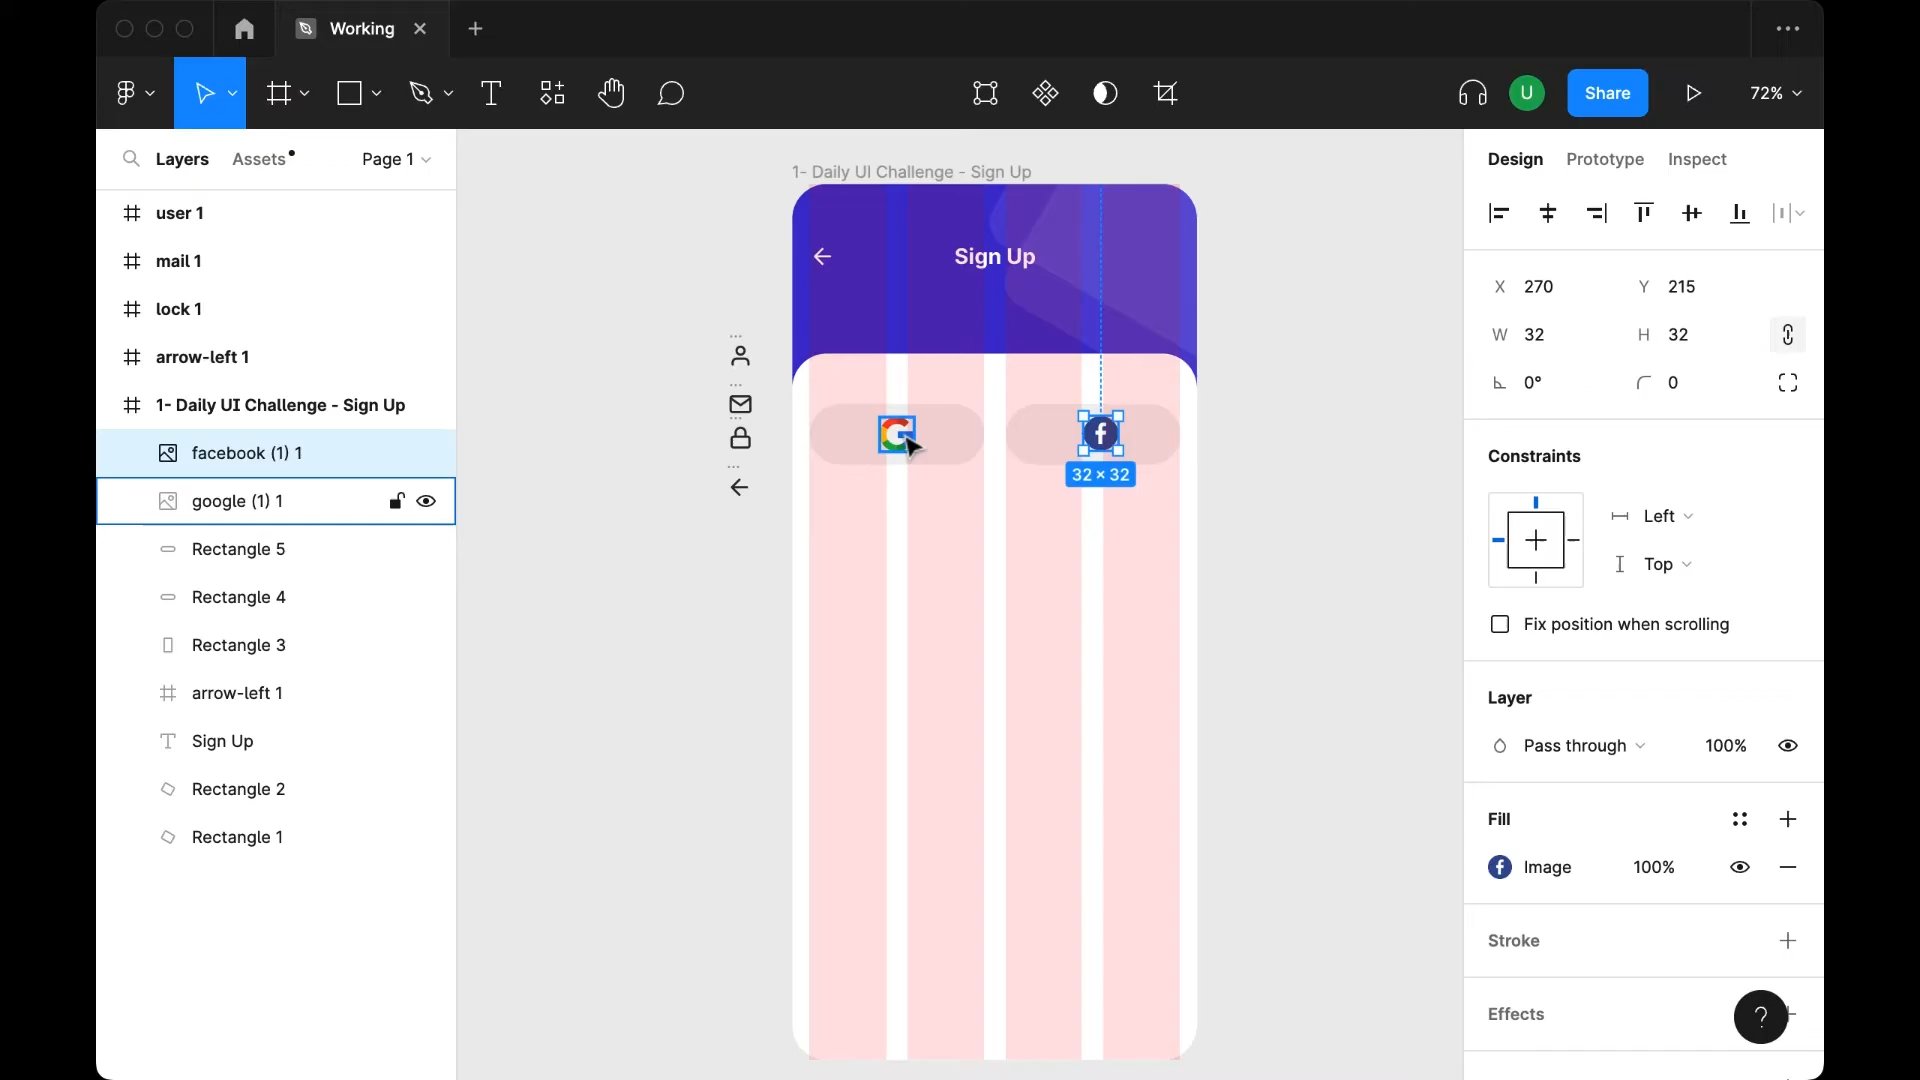 Working
Share
72%
U
Layers
Assets
Page 1
user 1
mail 1
lock 1
arrow-left 1
1- Daily UI Challenge - Sign Up
facebook (1) 1
google (1) 1
Rectangle 5
Rectangle 4
Rectangle 3
arrow-left 1
Sign Up
Rectangle 2
Rectangle 1
1- Daily UI Challenge - Sign Up
Sign Up
32 × 32
Design Prototype Inspect
X 270 Y 215
W 32 H 32
0° 0
Constraints
Left
Top
Fix position when scrolling
Layer
Pass through 100%
Fill
Image 100%
Stroke
Effects
?